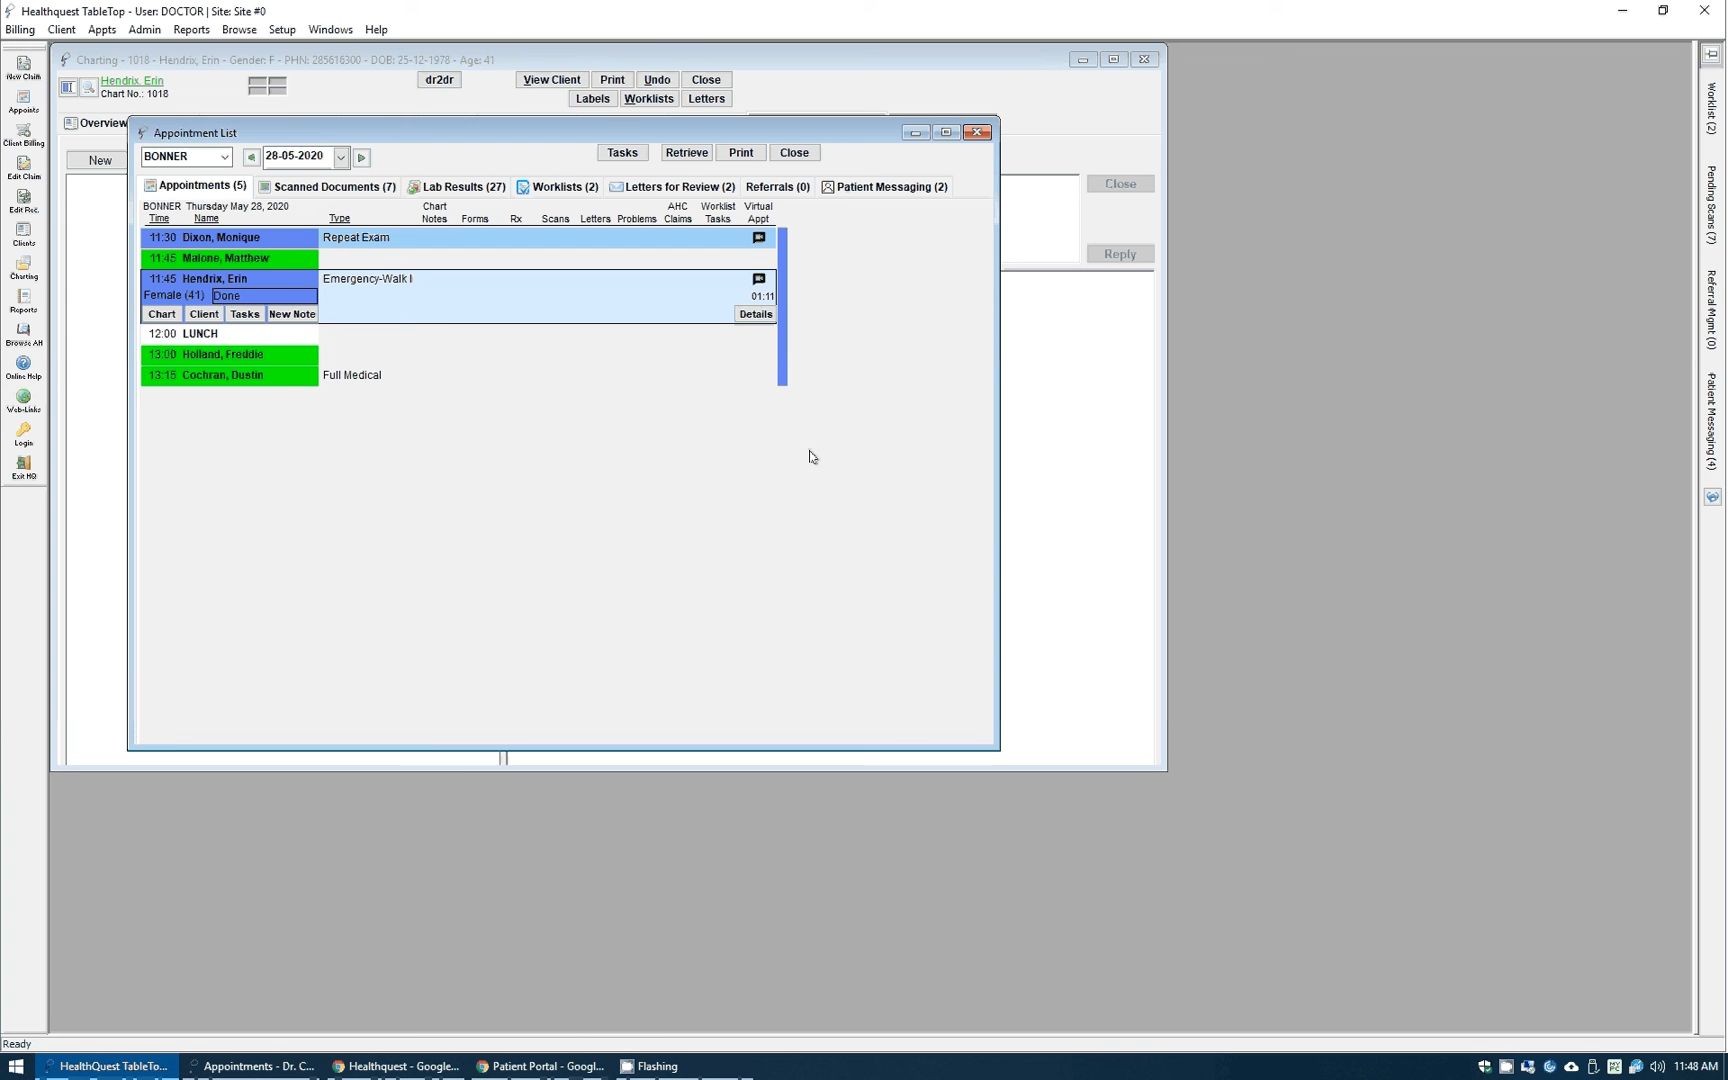 Healthquest TableTop - User: DOCTOR | Site: Site #0
Billing Client Appts Admin Reports Browse Setup Windows Help
New Claim
Appoints
Client Billing
Edit Claim
Edit Rec.
Clients
Charting
Reports
Browse AH
Online Help
Web-Links
Login
Exit HQ
Charting - 1018 - Hendrix, Erin - Gender: F - PHN: 285616300 - DOB: 25-12-1978 - Age: 41
Hendrix, Erin
Chart No.: 1018
dr2dr View Client Print Undo Close
Labels Worklists Letters
Overview
New
Close
Reply
Appointment List
BONNER 28-05-2020 Tasks Retrieve Print Close
Appointments (5) Scanned Documents (7) Lab Results (27) Worklists (2) Letters for Review (2) Referrals (0) Patient Messaging (2)
BONNER Thursday May 28, 2020 Chart AHC Worklist Virtual
Time Name Type Notes Forms Rx Scans Letters Problems Claims Tasks Appt
11:30 Dixon, Monique Repeat Exam
11:45 Malone, Matthew
11:45 Hendrix, Erin Emergency-Walk I
Female (41) Done 01:11
Chart Client Tasks New Note Details
12:00 LUNCH
13:00 Holland, Freddie
13:15 Cochran, Dustin Full Medical
Worklist (2)
Pending Scans (7)
Referral Mgmt (0)
Patient Messaging (4)
Ready
HealthQuest TableTo... Appointments - Dr. C... Healthquest - Google... Patient Portal - Googl... Flashing 11:48 AM